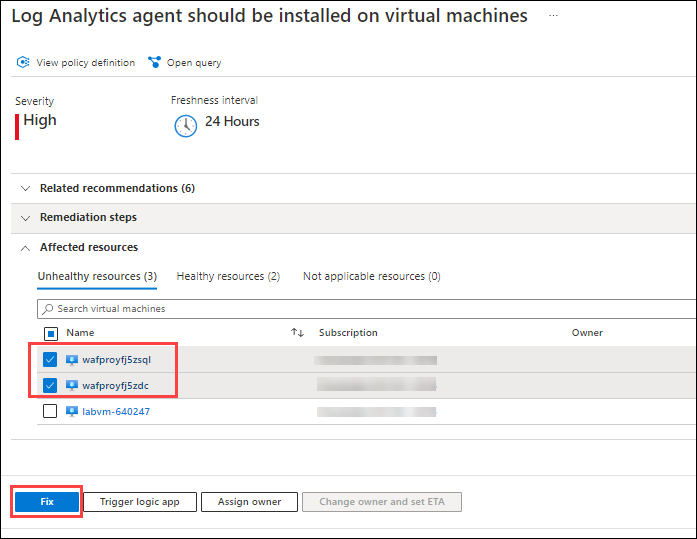 Log Analytics agent should be installed on virtual machines ...
View policy definition Open query
Severity Freshness interval
High 24 Hours
Related recommendations (6)
Remediation steps
Affected resources
Unhealthy resources (3) Healthy resources (2) Not applicable resources (0)
Search virtual machines
Name Subscription Owner
wafproyfj5zsql
wafproyfj5zdc
labvm-640247
Fix Trigger logic app Assign owner Change owner and set ETA